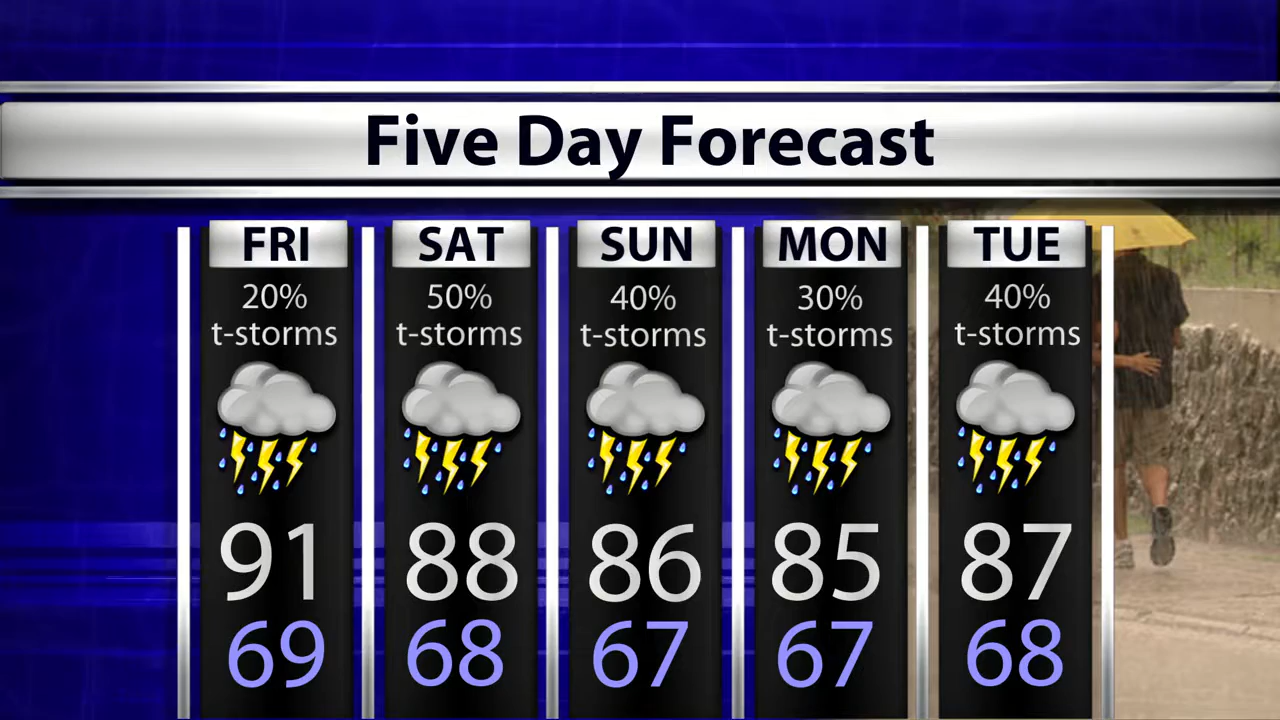 Five Day Forecast
FRI SAT SUN MON TUE
20% 50% 40% 30% 40%
t-storms t-storms t-storms t-storms t-storms
91 88 86 85 87
69 68 67 67 68